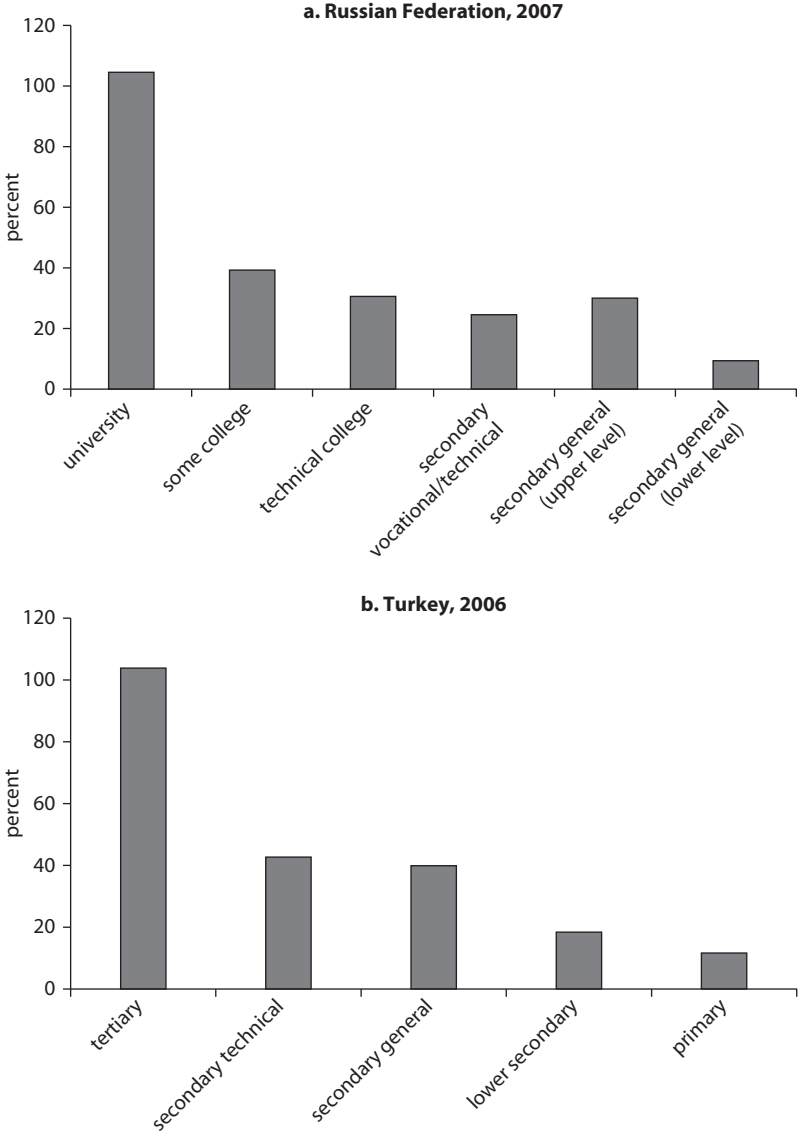 a. Russian Federation, 2007
120
100
80
60
40
20
0
percent
university
some college
technical college
secondary
vocational/technical
secondary general
(upper level)
secondary general
(lower level)
b. Turkey, 2006
120
100
80
60
40
20
0
percent
tertiary
secondary technical
secondary general
lower secondary
primary